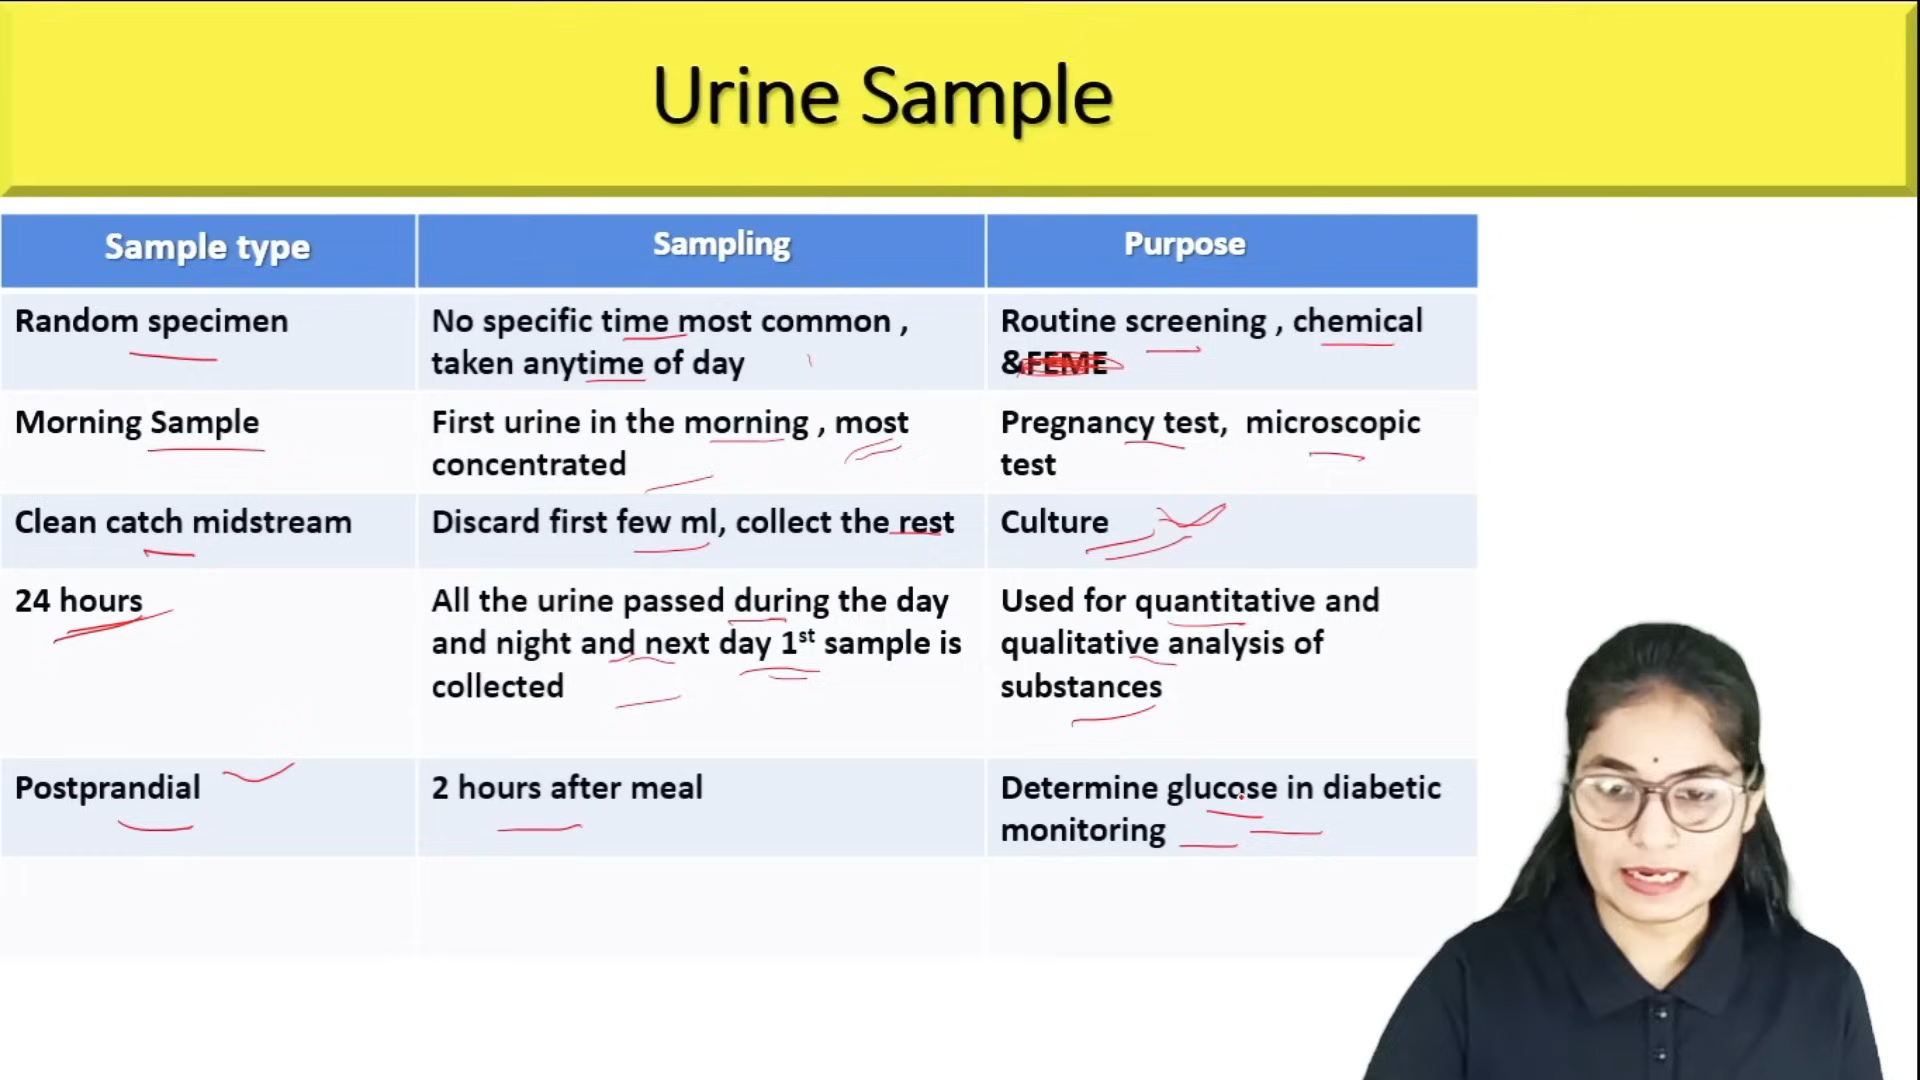 Urine Sample
Sample type
Sampling
Purpose
Random specimen
No specific time most common ,
taken anytime of day
Routine screening , chemical
&FEME
Morning Sample
First urine in the morning , most
concentrated
Pregnancy test, microscopic
test
Clean catch midstream
Discard first few ml, collect the rest
Culture
24 hours
All the urine passed during the day
and night and next day 1st sample is
collected
Used for quantitative and
qualitative analysis of
substances
Postprandial
2 hours after meal
Determine glucose in diabetic
monitoring